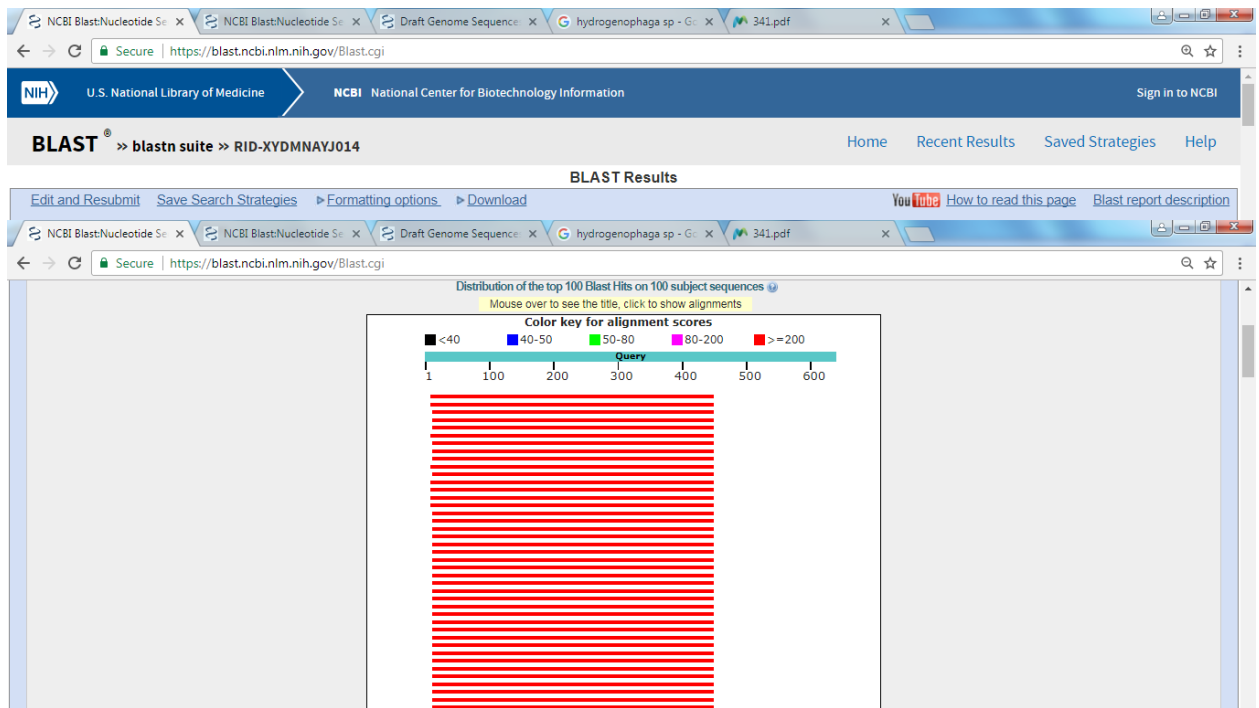 NCBI Blast:Nucleotide Se NCBI Blast:Nucleotide Se Draft Genome Sequence hydrogenophaga sp - Go 341.pdf
Secure | https://blast.ncbi.nlm.nih.gov/Blast.cgi
NIH U.S. National Library of Medicine NCBI National Center for Biotechnology Information Sign in to NCBI
BLAST ® » blastn suite » RID-XYDMNAYJ014 Home Recent Results Saved Strategies Help
BLAST Results
Edit and Resubmit Save Search Strategies Formatting options Download YouTube How to read this page Blast report description
NCBI Blast:Nucleotide Se NCBI Blast:Nucleotide Se Draft Genome Sequence hydrogenophaga sp - Go 341.pdf
Secure | https://blast.ncbi.nlm.nih.gov/Blast.cgi
Distribution of the top 100 Blast Hits on 100 subject sequences
Mouse over to see the title, click to show alignments
Color key for alignment scores
<40 40-50 50-80 80-200 >=200
Query
1 100 200 300 400 500 600